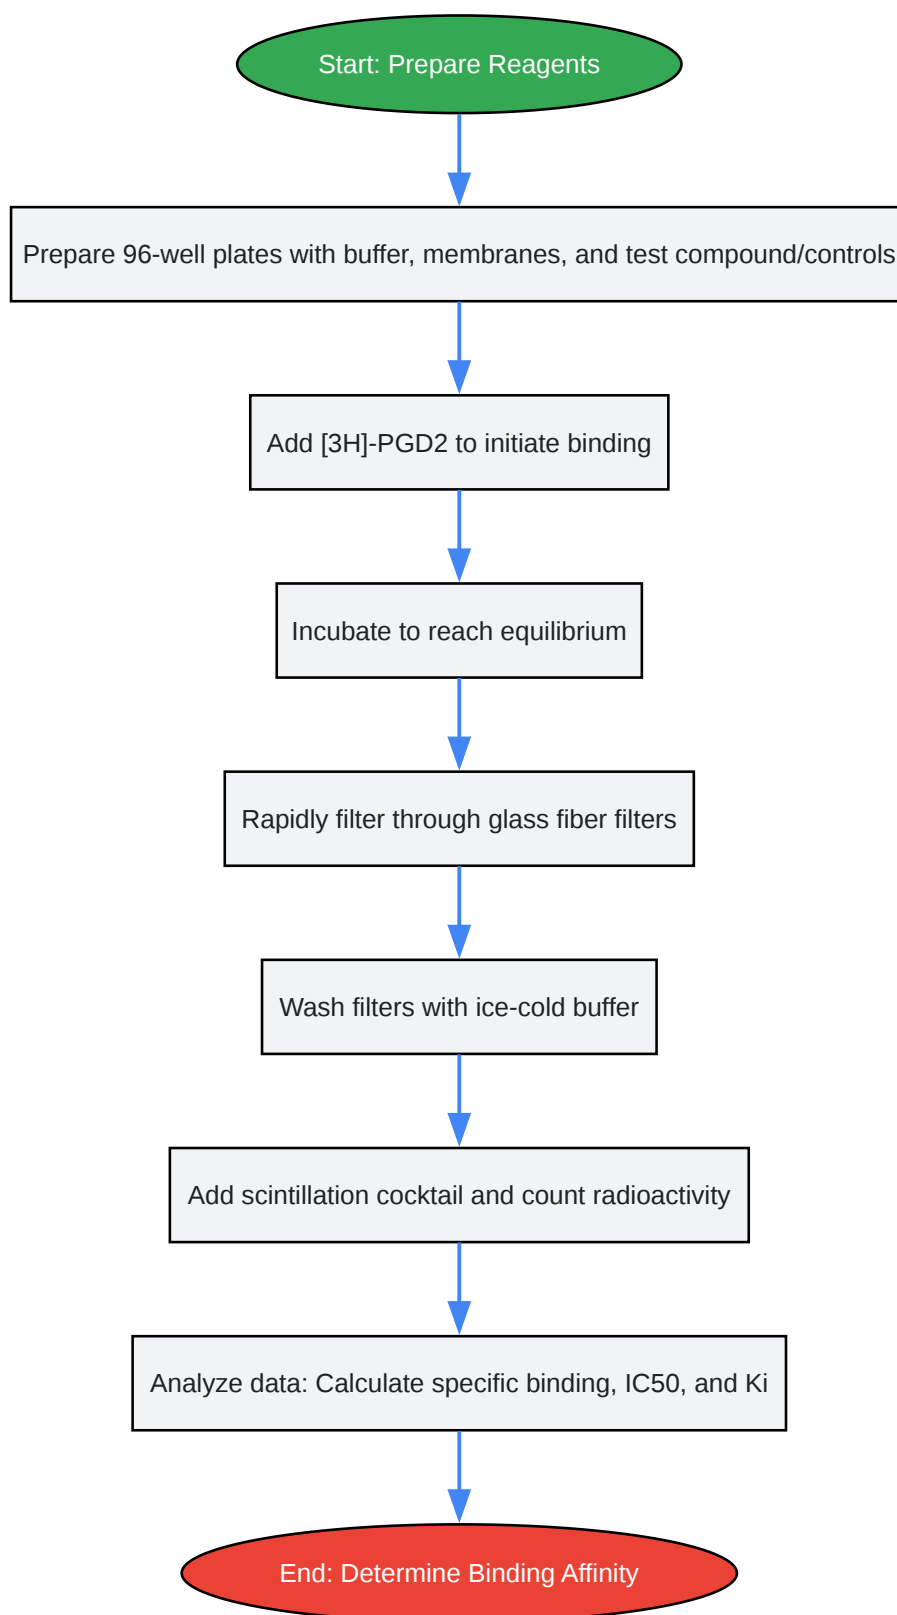 Start: Prepare Reagents
Prepare 96-well plates with buffer, membranes, and test compound/controls
Add [3H]-PGD2 to initiate binding
Incubate to reach equilibrium
Rapidly filter through glass fiber filters
Wash filters with ice-cold buffer
Add scintillation cocktail and count radioactivity
Analyze data: Calculate specific binding, IC50, and Ki
End: Determine Binding Affinity